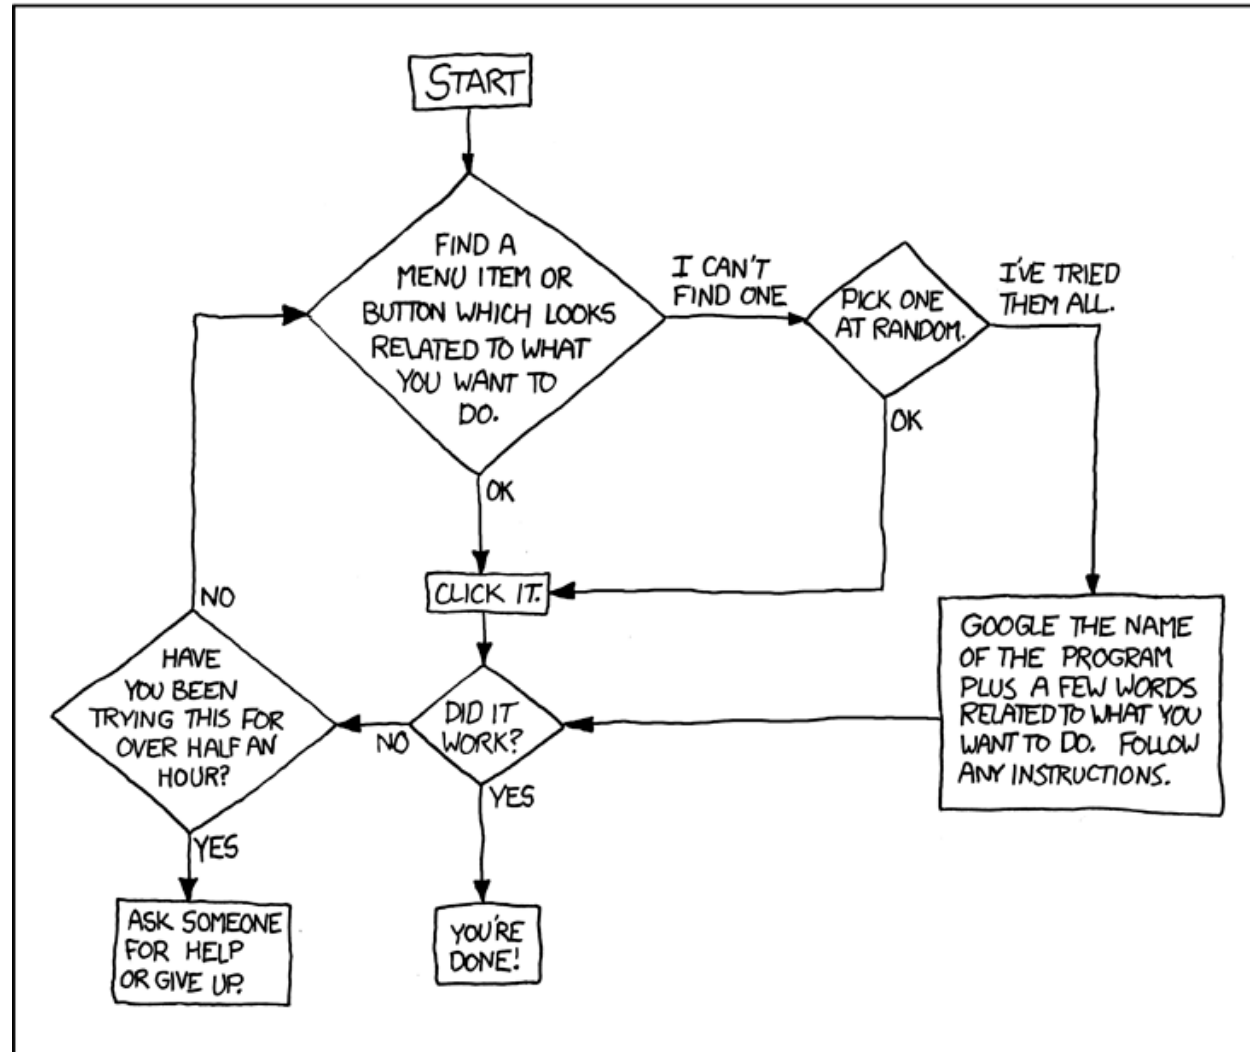 START
FIND A
MENU ITEM OR
BUTTON WHICH LOOKS
RELATED TO WHAT
YOU WANT TO
DO.
I CAN'T
FIND ONE
PICK ONE
AT RANDOM.
I'VE TRIED
THEM ALL.
OK
OK
CLICK IT.
NO
HAVE
YOU BEEN
TRYING THIS FOR
OVER HALF AN
HOUR?
NO
DID IT
WORK?
GOOGLE THE NAME
OF THE PROGRAM
PLUS A FEW WORDS
RELATED TO WHAT YOU
WANT TO DO. FOLLOW
ANY INSTRUCTIONS.
YES
YES
ASK SOMEONE
FOR HELP
OR GIVE UP.
YOU'RE
DONE!